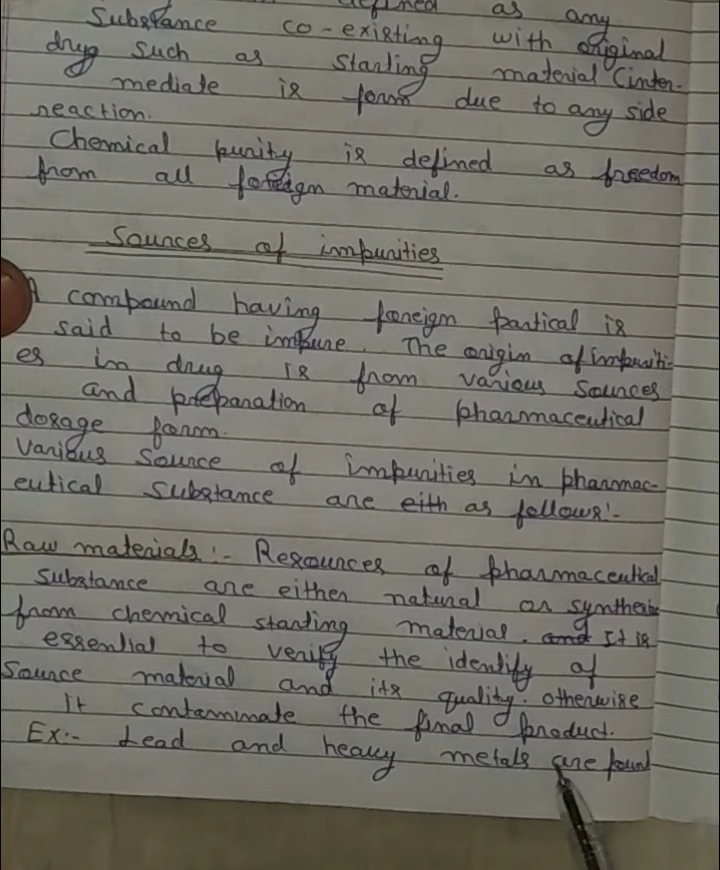 defined as any
Substance co-existing with original
drug such as starting material (inter-
mediate is form due to any side
reaction.
Chemical purity is defined as freedom
from all foreign material.
Sources of impurities
A compound having foreign partical is
said to be impure. The origin of impuriti-
es in drug is from various sources
and preparation of pharmaceutical
dosage form.
Various source of impurities in pharmac-
eutical substance are eith as follows:-
Raw materials:- Resources of pharmaceutical
substance are either natural or synthesis
from chemical starting material. and It is
essential to verify the identify of
source material and its quality. otherwise
It contaminate the final product.
Ex:- Lead and heavy metals are found